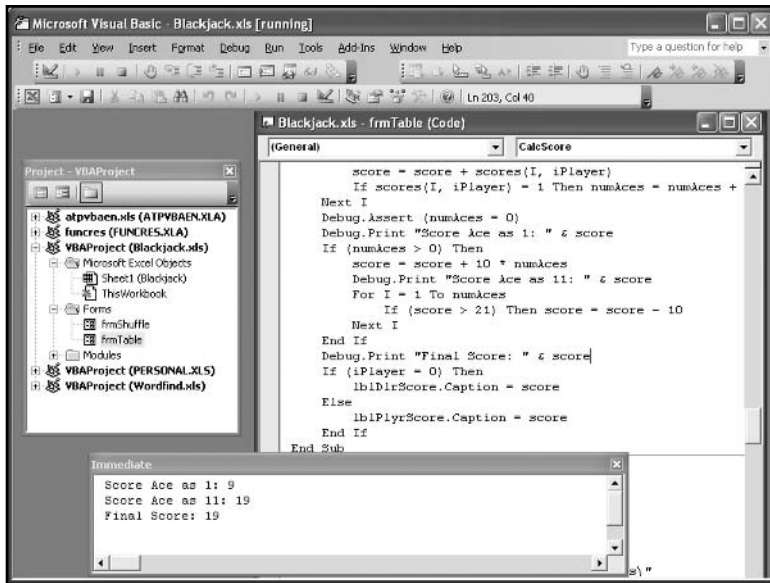 Microsoft Visual Basic - Blackjack.xls [running]
File Edit View Insert Format Debug Run Tools Add-Ins Window Help
Type a question for help
Ln 203, Col 40
Project - VBAProject
atpvbaen.xls (ATPVBAEN.XLA)
funcres (FUNCRES.XLA)
VBAProject (Blackjack.xls)
Microsoft Excel Objects
Sheet1 (Blackjack)
ThisWorkbook
Forms
frmShuffle
frmTable
Modules
VBAProject (PERSONAL.XLS)
VBAProject (Wordfind.xls)
Blackjack.xls - frmTable (Code)
(General)
CalcScore
score = score + scores(I, iPlayer)
If scores(I, iPlayer) = 1 Then numAces = numAces +
Next I
Debug.Assert (numAces = 0)
Debug.Print "Score Ace as 1: " & score
If (numAces > 0) Then
score = score + 10 * numAces
Debug.Print "Score Ace as 11: " & score
For I = 1 To numAces
If (score > 21) Then score = score - 10
Next I
End If
Debug.Print "Final Score: " & score
If (iPlayer = 0) Then
lblDlrScore.Caption = score
Else
lblPlyrScore.Caption = score
End If
End Sub
Immediate
Score Ace as 1: 9
Score Ace as 11: 19
Final Score: 19
s\"